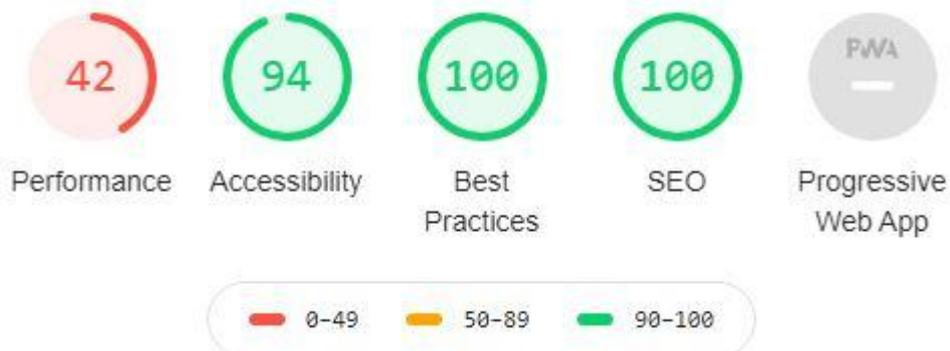 42
94
100
100
PWA
Performance
Accessibility
Best
Practices
SEO
Progressive
Web App
0–49
50–89
90–100